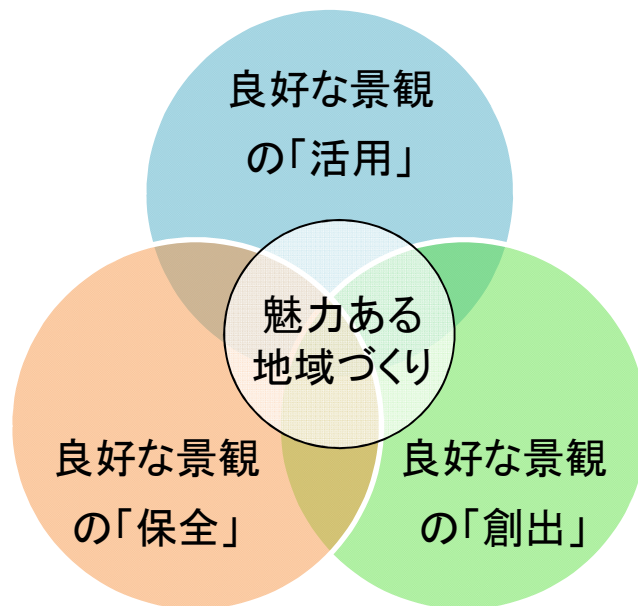 良好な景観
の「活用」
魅力ある
地域づくり
良好な景観
の「保全」
良好な景観
の「創出」